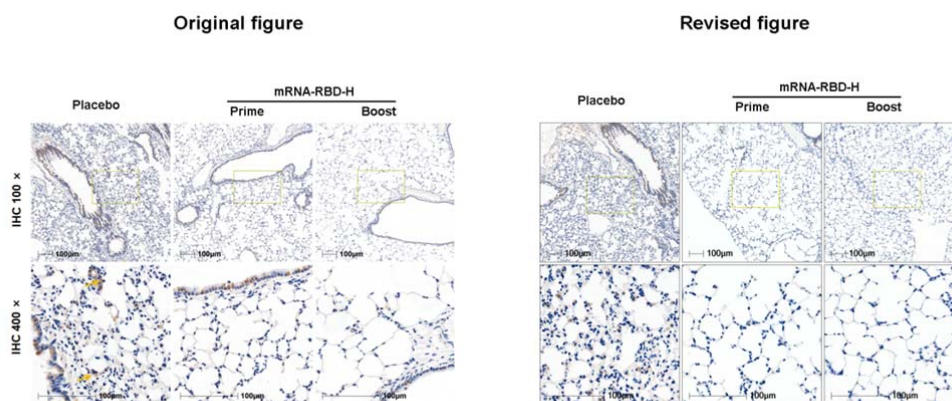 Original figure
mRNA-RBD-H
Placebo
Prime
Boost
IHC 100 ×
100μm
100μm
100μm
IHC 400 ×
100μm
100μm
100μm
Revised figure
mRNA-RBD-H
Placebo
Prime
Boost
100μm
100μm
100μm
100μm
100μm
100μm